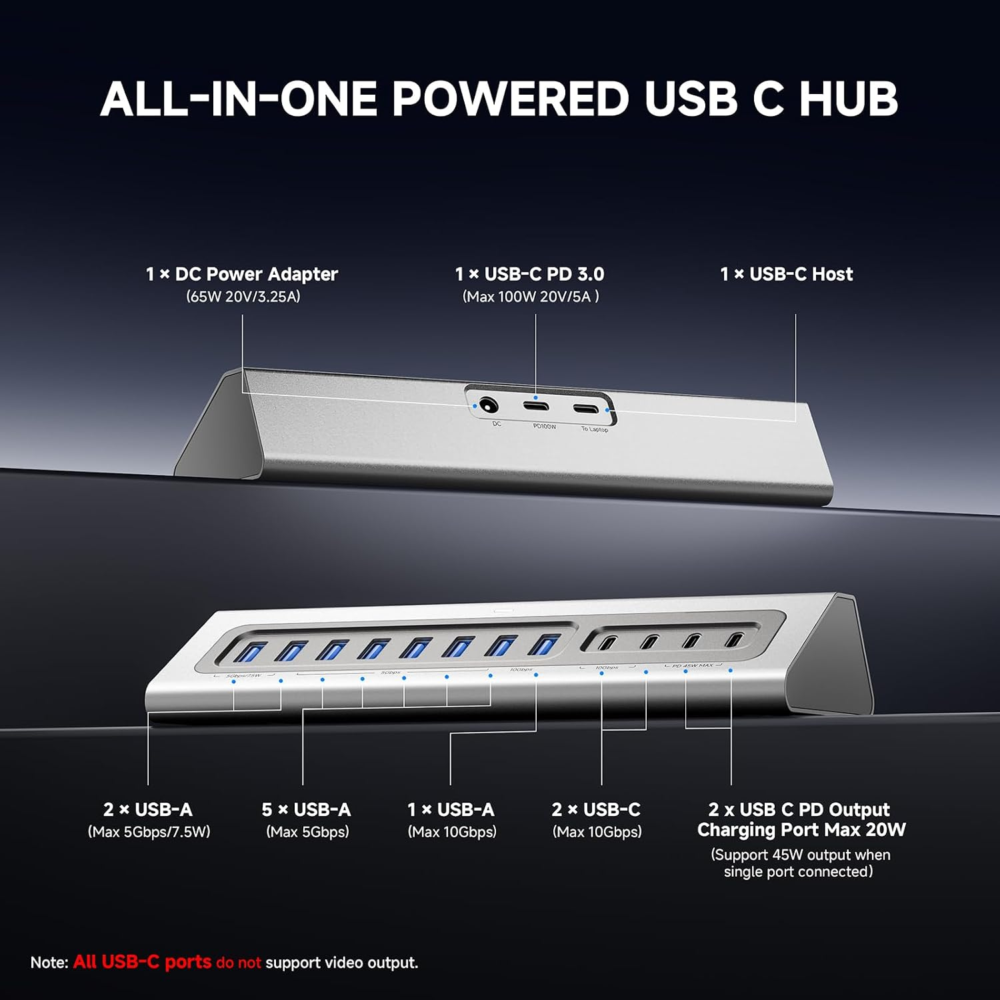 ALL-IN-ONE POWERED USB C HUB
1 × DC Power Adapter
(65W 20V/3.25A)
1 × USB-C PD 3.0
(Max 100W 20V/5A )
1 × USB-C Host
DC
PD100W
To Laptop
5Gbps/7.5W
5Gbps
10Gbps
10Gbps
PD 45W MAX
2 × USB-A
(Max 5Gbps/7.5W)
5 × USB-A
(Max 5Gbps)
1 × USB-A
(Max 10Gbps)
2 × USB-C
(Max 10Gbps)
2 x USB C PD Output
Charging Port Max 20W
(Support 45W output when
single port connected)
Note: All USB-C ports do not support video output.